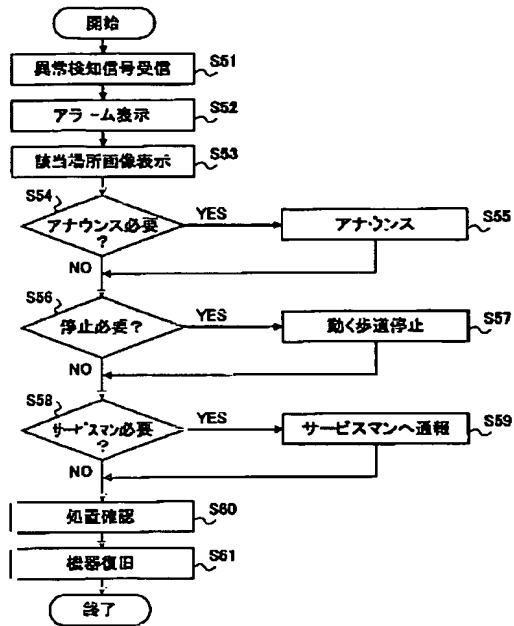 開始
異常検知信号受信
S51
アラーム表示
S52
該当場所画像表示
S53
S54
アナウンス必要
?
YES
アナウンス
S55
NO
S56
停止必要?
YES
動く歩道停止
S57
NO
S58
サービスマン必要
?
YES
サービスマンへ通報
S59
NO
処置確認
S60
機器復旧
S61
終了